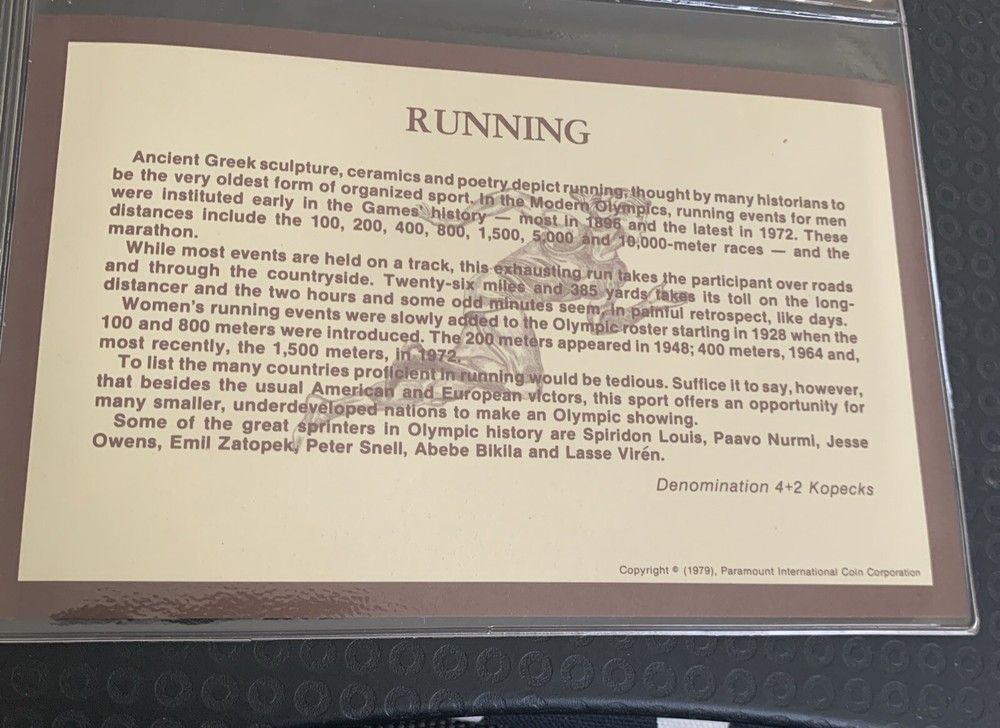 RUNNING
Ancient Greek sculpture, ceramics and poetry depict running, thought by many historians to
be the very oldest form of organized sport. In the Modern Olympics, running events for men
were instituted early in the Games' history — most in 1896 and the latest in 1972. These
distances include the 100, 200, 400, 800, 1,500, 5,000 and 10,000-meter races — and the
marathon.
While most events are held on a track, this exhausting run takes the participant over roads
and through the countryside. Twenty-six miles and 385 yards takes its toll on the long-
distancer and the two hours and some odd minutes seem, in painful retrospect, like days.
Women's running events were slowly added to the Olympic roster starting in 1928 when the
100 and 800 meters were introduced. The 200 meters appeared in 1948; 400 meters, 1964 and,
most recently, the 1,500 meters, in 1972.
To list the many countries proficient in running would be tedious. Suffice it to say, however,
that besides the usual American and European victors, this sport offers an opportunity for
many smaller, underdeveloped nations to make an Olympic showing.
Some of the great sprinters in Olympic history are Spiridon Louis, Paavo Nurmi, Jesse
Owens, Emil Zatopek, Peter Snell, Abebe Bikila and Lasse Virén.
Denomination 4+2 Kopecks
Copyright © (1979), Paramount International Coin Corporation